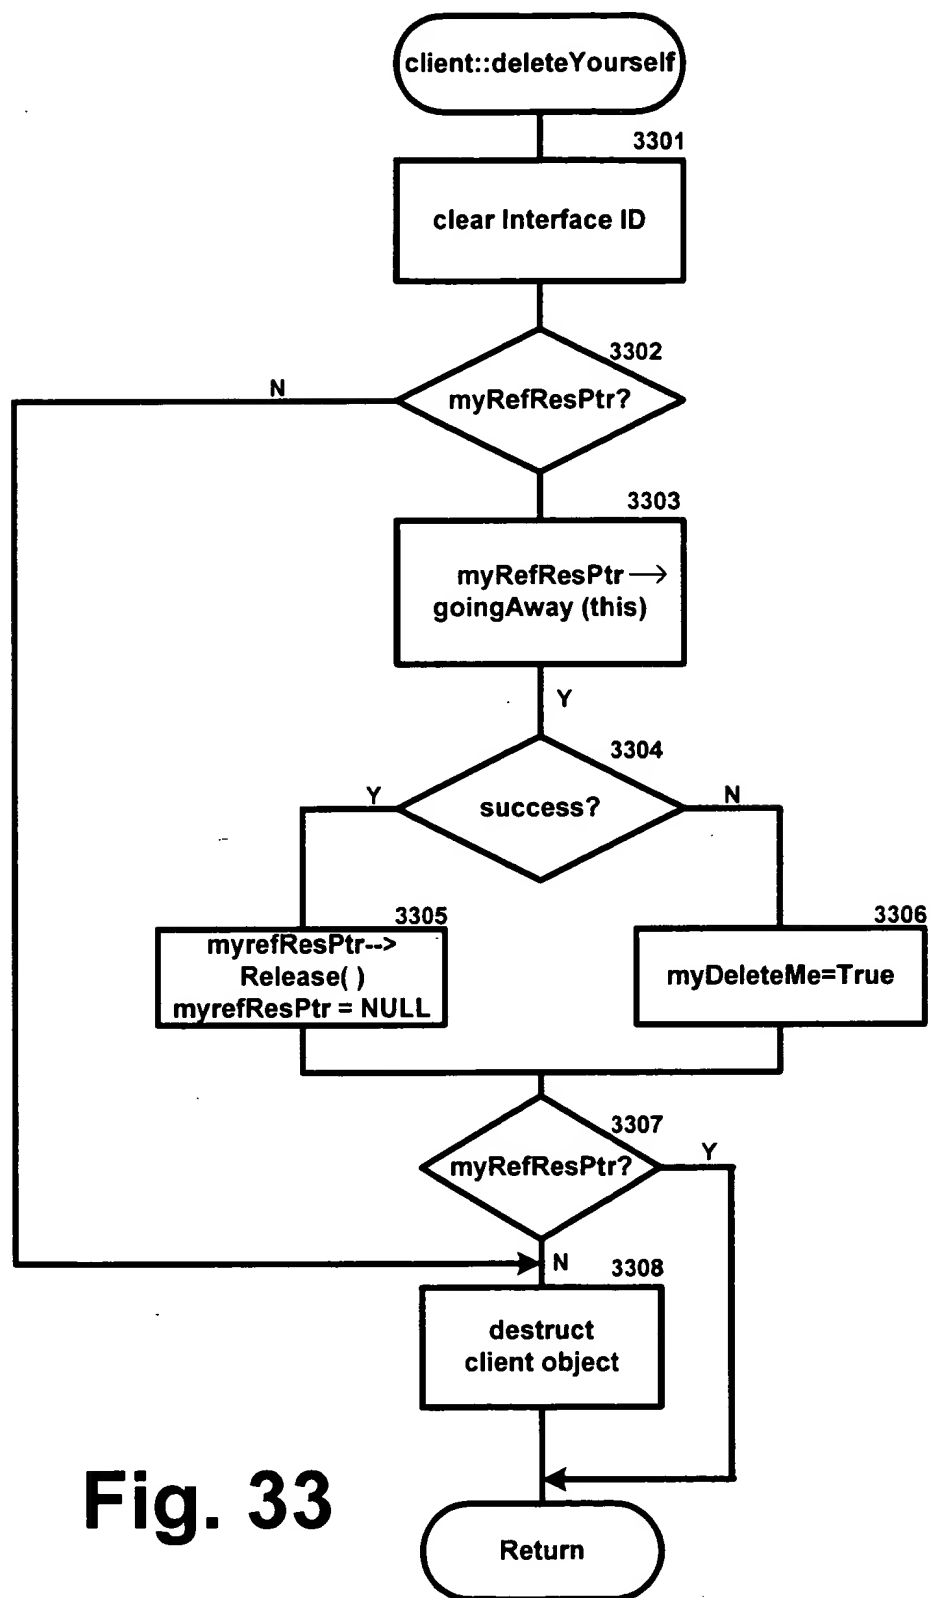 client::deleteYourself
3301
clear Interface ID
3302
N
myRefResPtr?
3303
myRefResPtr →
goingAway (this)
Y
3304
Y
success?
N
3305
myrefResPtr-->
Release( )
myrefResPtr = NULL
3306
myDeleteMe=True
3307
myRefResPtr?
Y
N
3308
destruct
client object
Fig. 33
Return